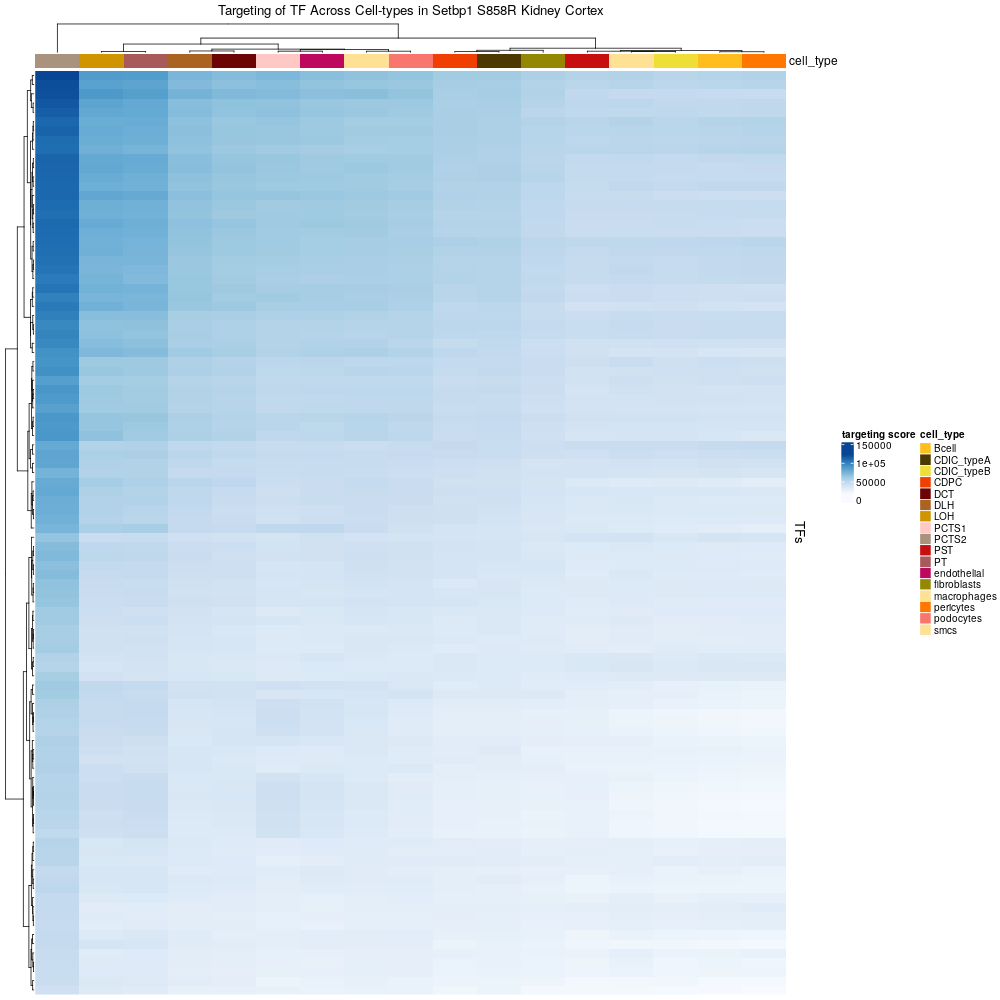 Targeting of TF Across Cell-types in Setbp1 S858R Kidney Cortex
cell_type
TFs
targeting score
150000
1e+05
50000
0
cell_type
Bcell
CDIC_typeA
CDIC_typeB
CDPC
DCT
DLH
LOH
PCTS1
PCTS2
PST
PT
endothelial
fibroblasts
macrophages
pericytes
podocytes
smcs